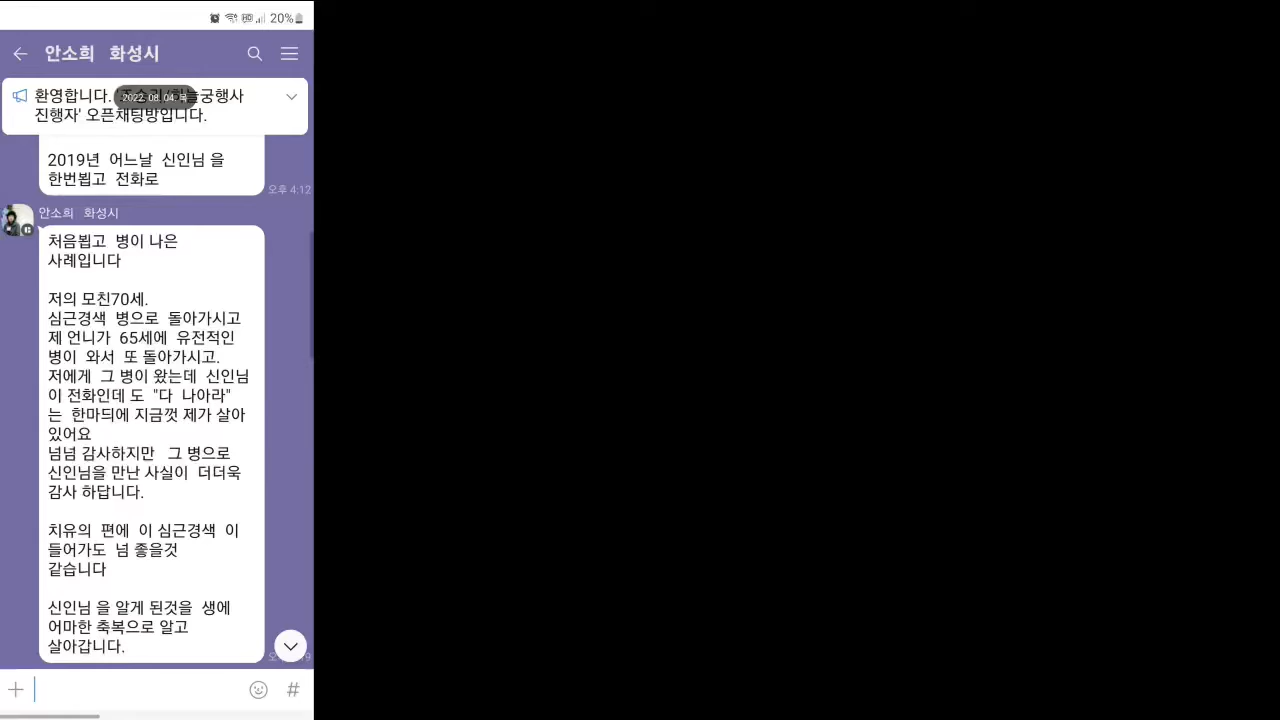 20%
안소희 화성시
환영합니다. 궁행사
2022. 08. 04. 목
진행자' 오픈채팅방입니다.
2019년 어느날 신인님 을
한번뵙고 전화로
오후 4:12
안소희 화성시
처음뵙고 병이 나은
사례입니다
저의 모친70세.
심근경색 병으로 돌아가시고
제 언니가 65세에 유전적인
병이 와서 또 돌아가시고.
저에게 그 병이 왔는데 신인님
이 전화인데 도 "다 나아라"
는 한마듸에 지금껏 제가 살아
있어요
넘넘 감사하지만 그 병으로
신인님을 만난 사실이 더더욱
감사 하답니다.
치유의 편에 이 심근경색 이
들어가도 넘 좋을것
같습니다
신인님 을 알게 된것을 생에
어마한 축복으로 알고
살아갑니다.
#